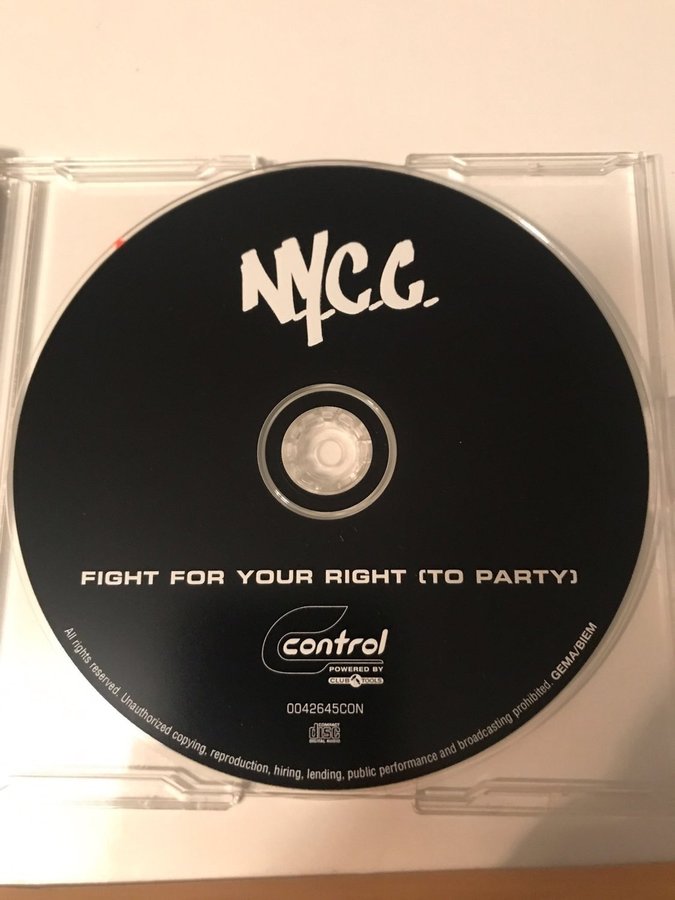 N.Y.C.C.
FIGHT FOR YOUR RIGHT (TO PARTY)
control
POWERED BY
CLUB TOOLS
0042645CON
COMPACT
disc
DIGITAL AUDIO
All rights reserved. Unauthorized copying, reproduction, hiring, lending, public performance and broadcasting prohibited. GEMA/BIEM